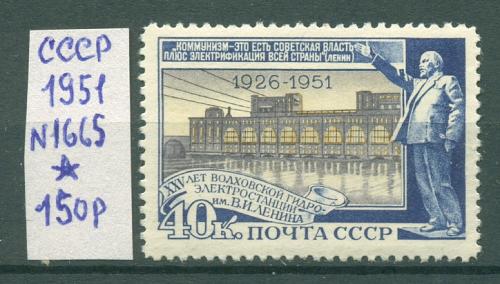 СССР
1951
N1665
150р
„КОММУНИЗМ-ЭТО ЕСТЬ СОВЕТСКАЯ ВЛАСТЬ
ПЛЮС ЭЛЕКТРИФИКАЦИЯ ВСЕЙ СТРАНЫ" (ЛЕНИН
1926-1951
XXV ЛЕТ ВОЛХОВСКОЙ ГИДРО-
ЭЛЕКТРОСТАНЦИИ
ИМ. В.И.ЛЕНИНА
40К. ПОЧТА СССР